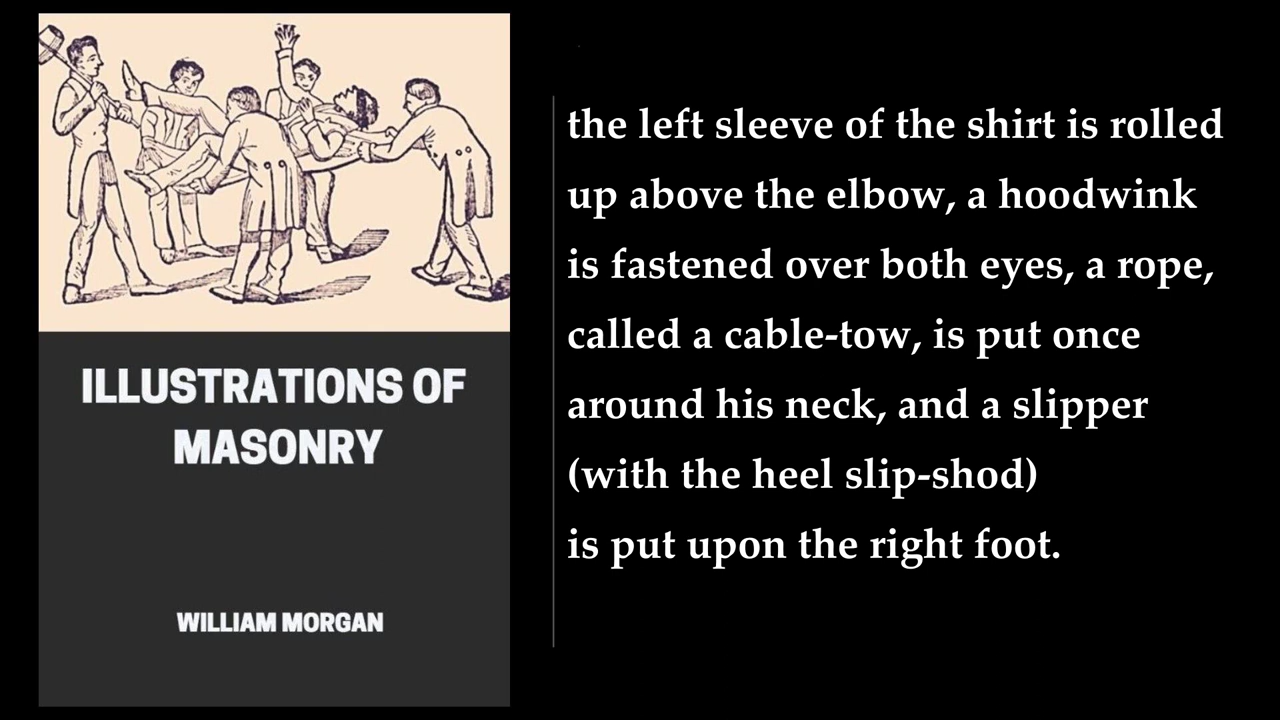 ILLUSTRATIONS OF
MASONRY
WILLIAM MORGAN
the left sleeve of the shirt is rolled
up above the elbow, a hoodwink
is fastened over both eyes, a rope,
called a cable-tow, is put once
around his neck, and a slipper
(with the heel slip-shod)
is put upon the right foot.